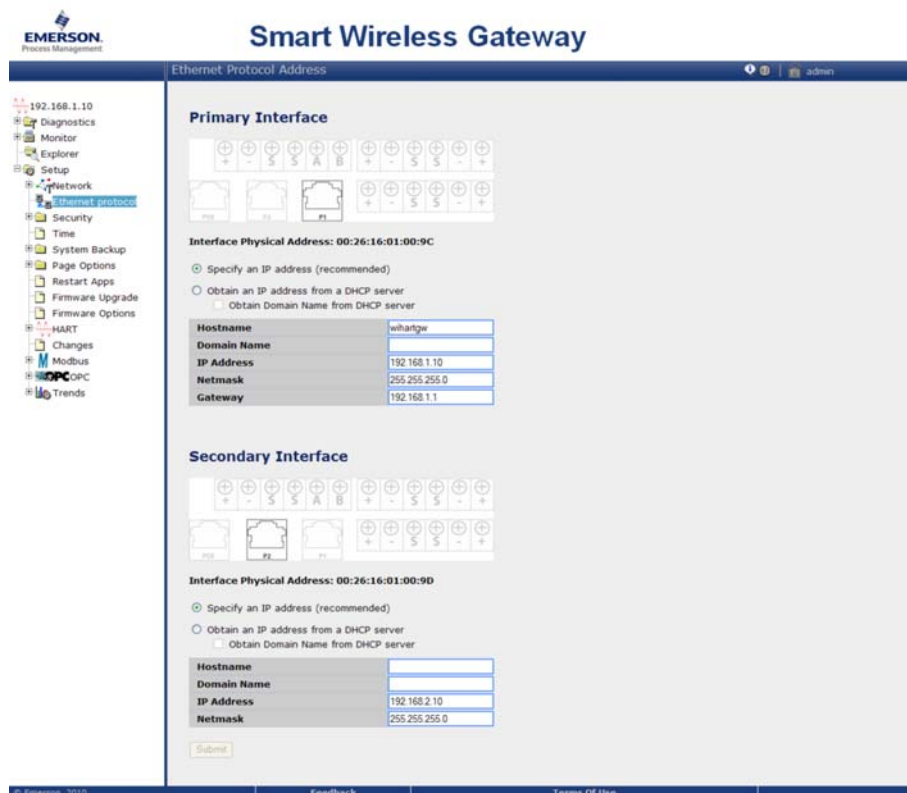 EMERSON.
Process Management
Smart Wireless Gateway
Ethernet Protocol Address
admin
192.168.1.10
Diagnostics
Monitor
Explorer
Setup
Network
Ethernet protocol
Security
Time
System Backup
Page Options
Restart Apps
Firmware Upgrade
Firmware Options
HART
Changes
Modbus
OPC OPC
Trends
Primary Interface
+ - S S A B + - S S - +
+ - S S - +
P2 P1
Interface Physical Address: 00:26:16:01:00:9C
Specify an IP address (recommended)
Obtain an IP address from a DHCP server
Obtain Domain Name from DHCP server
Hostname wihartgw
Domain Name
IP Address 192.168.1.10
Netmask 255.255.255.0
Gateway 192.168.1.1
Secondary Interface
+ - S S A B + - S S - +
+ - S S - +
P2 P1
Interface Physical Address: 00:26:16:01:00:9D
Specify an IP address (recommended)
Obtain an IP address from a DHCP server
Obtain Domain Name from DHCP server
Hostname
Domain Name
IP Address 192.168.2.10
Netmask 255.255.255.0
Submit
© Emerson, 2010 Feedback Terms Of Use